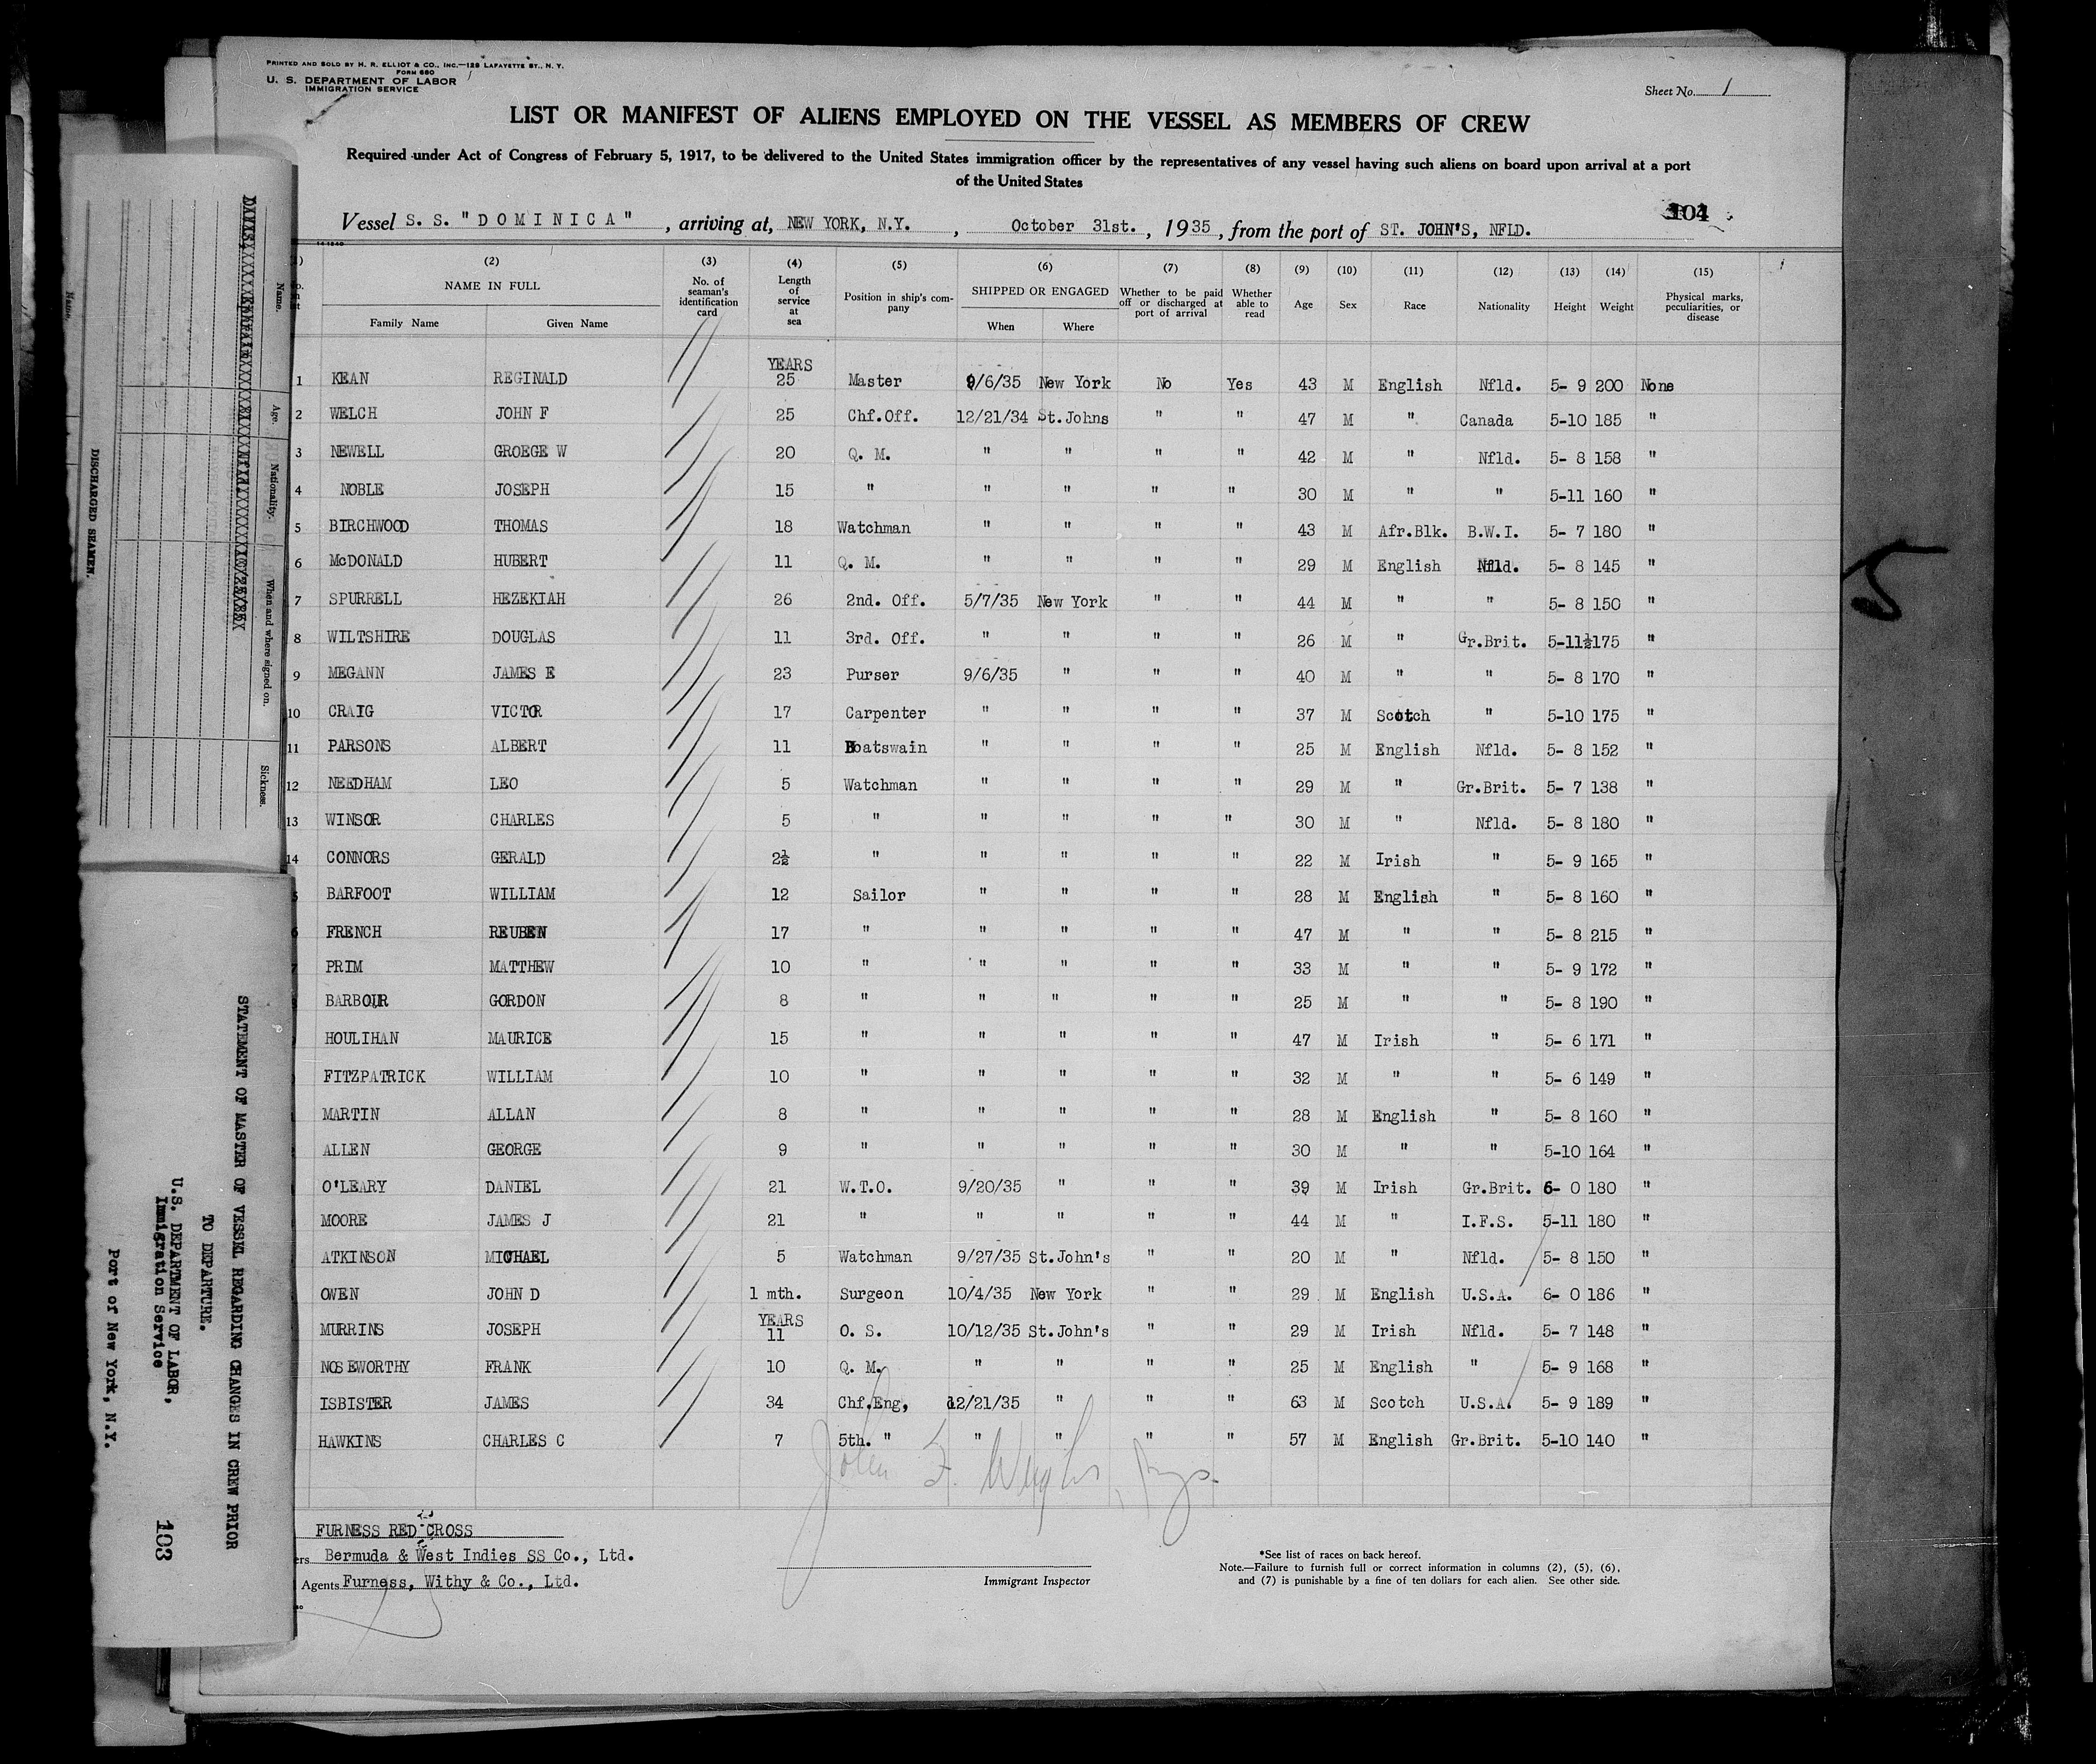 PRINTED AND SOLD BY H. R. ELLIOT & CO., INC.—128 LAFAYETTE ST., N. Y.
FORM 680
U. S. DEPARTMENT OF LABOR
IMMIGRATION SERVICE
Sheet No. 1
LIST OR MANIFEST OF ALIENS EMPLOYED ON THE VESSEL AS MEMBERS OF CREW
Required under Act of Congress of February 5, 1917, to be delivered to the United States immigration officer by the representatives of any vessel having such aliens on board upon arrival at a port
of the United States
104
Vessel S. S. "DOMINICA", arriving at, NEW YORK, N.Y., October 31st., 1935, from the port of ST. JOHN'S, NFLD.
(2) (3) (4) (5) (6) (7) (8) (9) (10) (11) (12) (13) (14) (15)
NAME IN FULL No. of seaman's identification card Length of service at sea Position in ship's company SHIPPED OR ENGAGED Whether to be paid off or discharged at port of arrival Whether able to read Age Sex Race Nationality Height Weight Physical marks, peculiarities, or disease
Family Name Given Name When Where
YEARS
1 KEAN REGINALD 25 Master 9/6/35 New York No Yes 43 M English Nfld. 5- 9 200 None
2 WELCH JOHN F 25 Chf.Off. 12/21/34 St.Johns " " 47 M " Canada 5-10 185 "
3 NEWELL GROEGE W 20 Q. M. " " " " 42 M " Nfld. 5- 8 158 "
4 NOBLE JOSEPH 15 " " " " " 30 M " " 5-11 160 "
5 BIRCHWOOD THOMAS 18 Watchman " " " " 43 M Afr.Blk. B.W.I. 5- 7 180 "
6 McDONALD HUBERT 11 Q. M. " " " " 29 M English Nfld. 5- 8 145 "
7 SPURRELL HEZEKIAH 26 2nd. Off. 5/7/35 New York " " 44 M " " 5- 8 150 "
8 WILTSHIRE DOUGLAS 11 3rd. Off. " " " " 26 M " Gr.Brit. 5-11½ 175 "
9 MEGANN JAMES E 23 Purser 9/6/35 " " " 40 M " " 5- 8 170 "
10 CRAIG VICTOR 17 Carpenter " " " " 37 M Scotch " 5-10 175 "
11 PARSONS ALBERT 11 Boatswain " " " " 25 M English Nfld. 5- 8 152 "
12 NEEDHAM LEO 5 Watchman " " " " 29 M " Gr.Brit. 5- 7 138 "
13 WINSOR CHARLES 5 " " " " " 30 M " Nfld. 5- 8 180 "
14 CONNORS GERALD 2½ " " " " " 22 M Irish " 5- 9 165 "
5 BARFOOT WILLIAM 12 Sailor " " " " 28 M English " 5- 8 160 "
6 FRENCH REUBEN 17 " " " " " 47 M " " 5- 8 215 "
7 PRIM MATTHEW 10 " " " " " 33 M " " 5- 9 172 "
BARBOUR GORDON 8 " " " " " 25 M " " 5- 8 190 "
HOULIHAN MAURICE 15 " " " " " 47 M Irish " 5- 6 171 "
FITZPATRICK WILLIAM 10 " " " " " 32 M " " 5- 6 149 "
MARTIN ALLAN 8 " " " " " 28 M English " 5- 8 160 "
ALLEN GEORGE 9 " " " " " 30 M " " 5-10 164 "
O'LEARY DANIEL 21 W.T.O. 9/20/35 " " " 39 M Irish Gr.Brit. 6- 0 180 "
MOORE JAMES J 21 " " " " " 44 M " I.F.S. 5-11 180 "
ATKINSON MICHAEL 5 Watchman 9/27/35 St.John's " " 20 M " Nfld. 5- 8 150 "
OWEN JOHN D 1 mth. Surgeon 10/4/35 New York " " 29 M English U.S.A. 6- 0 186 "
YEARS
MURRINS JOSEPH 11 O. S. 10/12/35 St.John's " " 29 M Irish Nfld. 5- 7 148 "
NOSEWORTHY FRANK 10 Q. M. " " " " 25 M English " 5- 9 168 "
ISBISTER JAMES 34 Chf.Eng, 12/21/35 " " " 63 M Scotch U.S.A. 5- 9 189 "
HAWKINS CHARLES C 7 5th. " " " " " 57 M English Gr.Brit. 5-10 140 "
John F.
FURNESS RED CROSS
ers Bermuda & West Indies SS Co., Ltd.
Agents Furness, Withy & Co., Ltd.
Immigrant Inspector
*See list of races on back hereof.
Note.—Failure to furnish full or correct information in columns (2), (5), (6),
and (7) is punishable by a fine of ten dollars for each alien. See other side.
5
Name. Age. Nationality. When and where signed on. Sickness.
DISCHARGED SEAMEN.
Name.
STATEMENT OF MASTER OF VESSEL REGARDING CHANGES IN CREW PRIOR
TO DEPARTURE.
U.S. DEPARTMENT OF LABOR,
Immigration Service
Port of New York, N.Y.
103